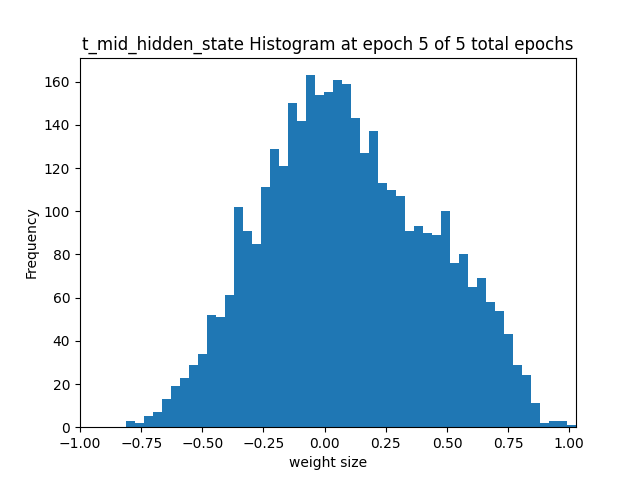 t_mid_hidden_state Histogram at epoch 5 of 5 total epochs
Frequency
160
140
120
100
80
60
40
20
0
−1.00 −0.75 −0.50 −0.25 0.00 0.25 0.50 0.75 1.00
weight size